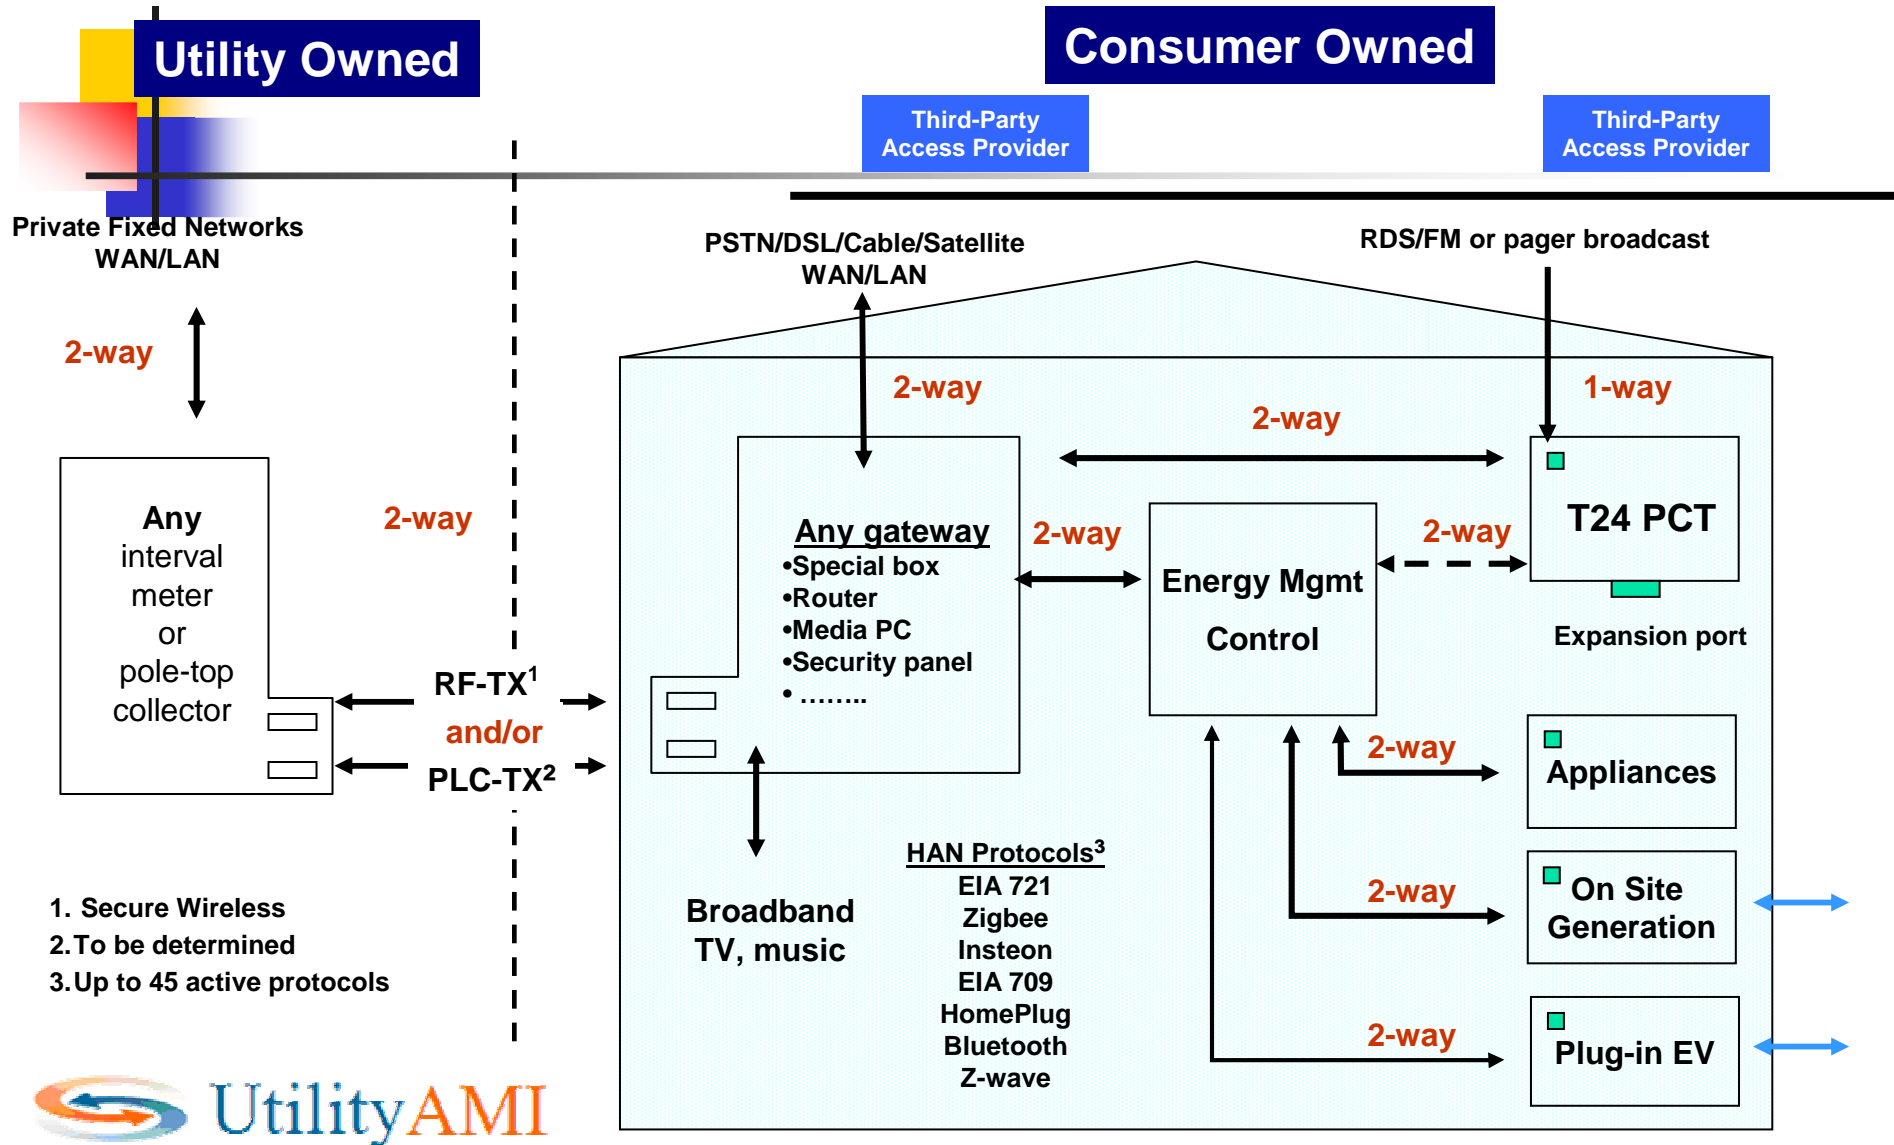 Utility Owned
Consumer Owned
Third-Party
Access Provider
Third-Party
Access Provider
Private Fixed Networks
WAN/LAN
PSTN/DSL/Cable/Satellite
WAN/LAN
RDS/FM or pager broadcast
2-way
2-way
1-way
2-way
Any
interval
meter
or
pole-top
collector
2-way
RF-TX1
and/or
PLC-TX2
Any gateway
•Special box
•Router
•Media PC
•Security panel
• ……..
2-way
Energy Mgmt
Control
2-way
T24 PCT
Expansion port
2-way
Appliances
2-way
On Site
Generation
2-way
Plug-in EV
Broadband
TV, music
HAN Protocols3
EIA 721
Zigbee
Insteon
EIA 709
HomePlug
Bluetooth
Z-wave
1. Secure Wireless
2.To be determined
3.Up to 45 active protocols
UtilityAMI